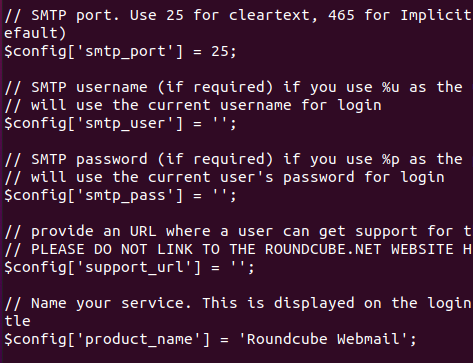 // SMTP port. Use 25 for cleartext, 465 for Implicit
efault)
$config['smtp_port'] = 25;
// SMTP username (if required) if you use %u as the
// will use the current username for login
$config['smtp_user'] = '';
// SMTP password (if required) if you use %p as the
// will use the current user's password for login
$config['smtp_pass'] = '';
// provide an URL where a user can get support for t
// PLEASE DO NOT LINK TO THE ROUNDCUBE.NET WEBSITE H
$config['support_url'] = '';
// Name your service. This is displayed on the login
tle
$config['product_name'] = 'Roundcube Webmail';